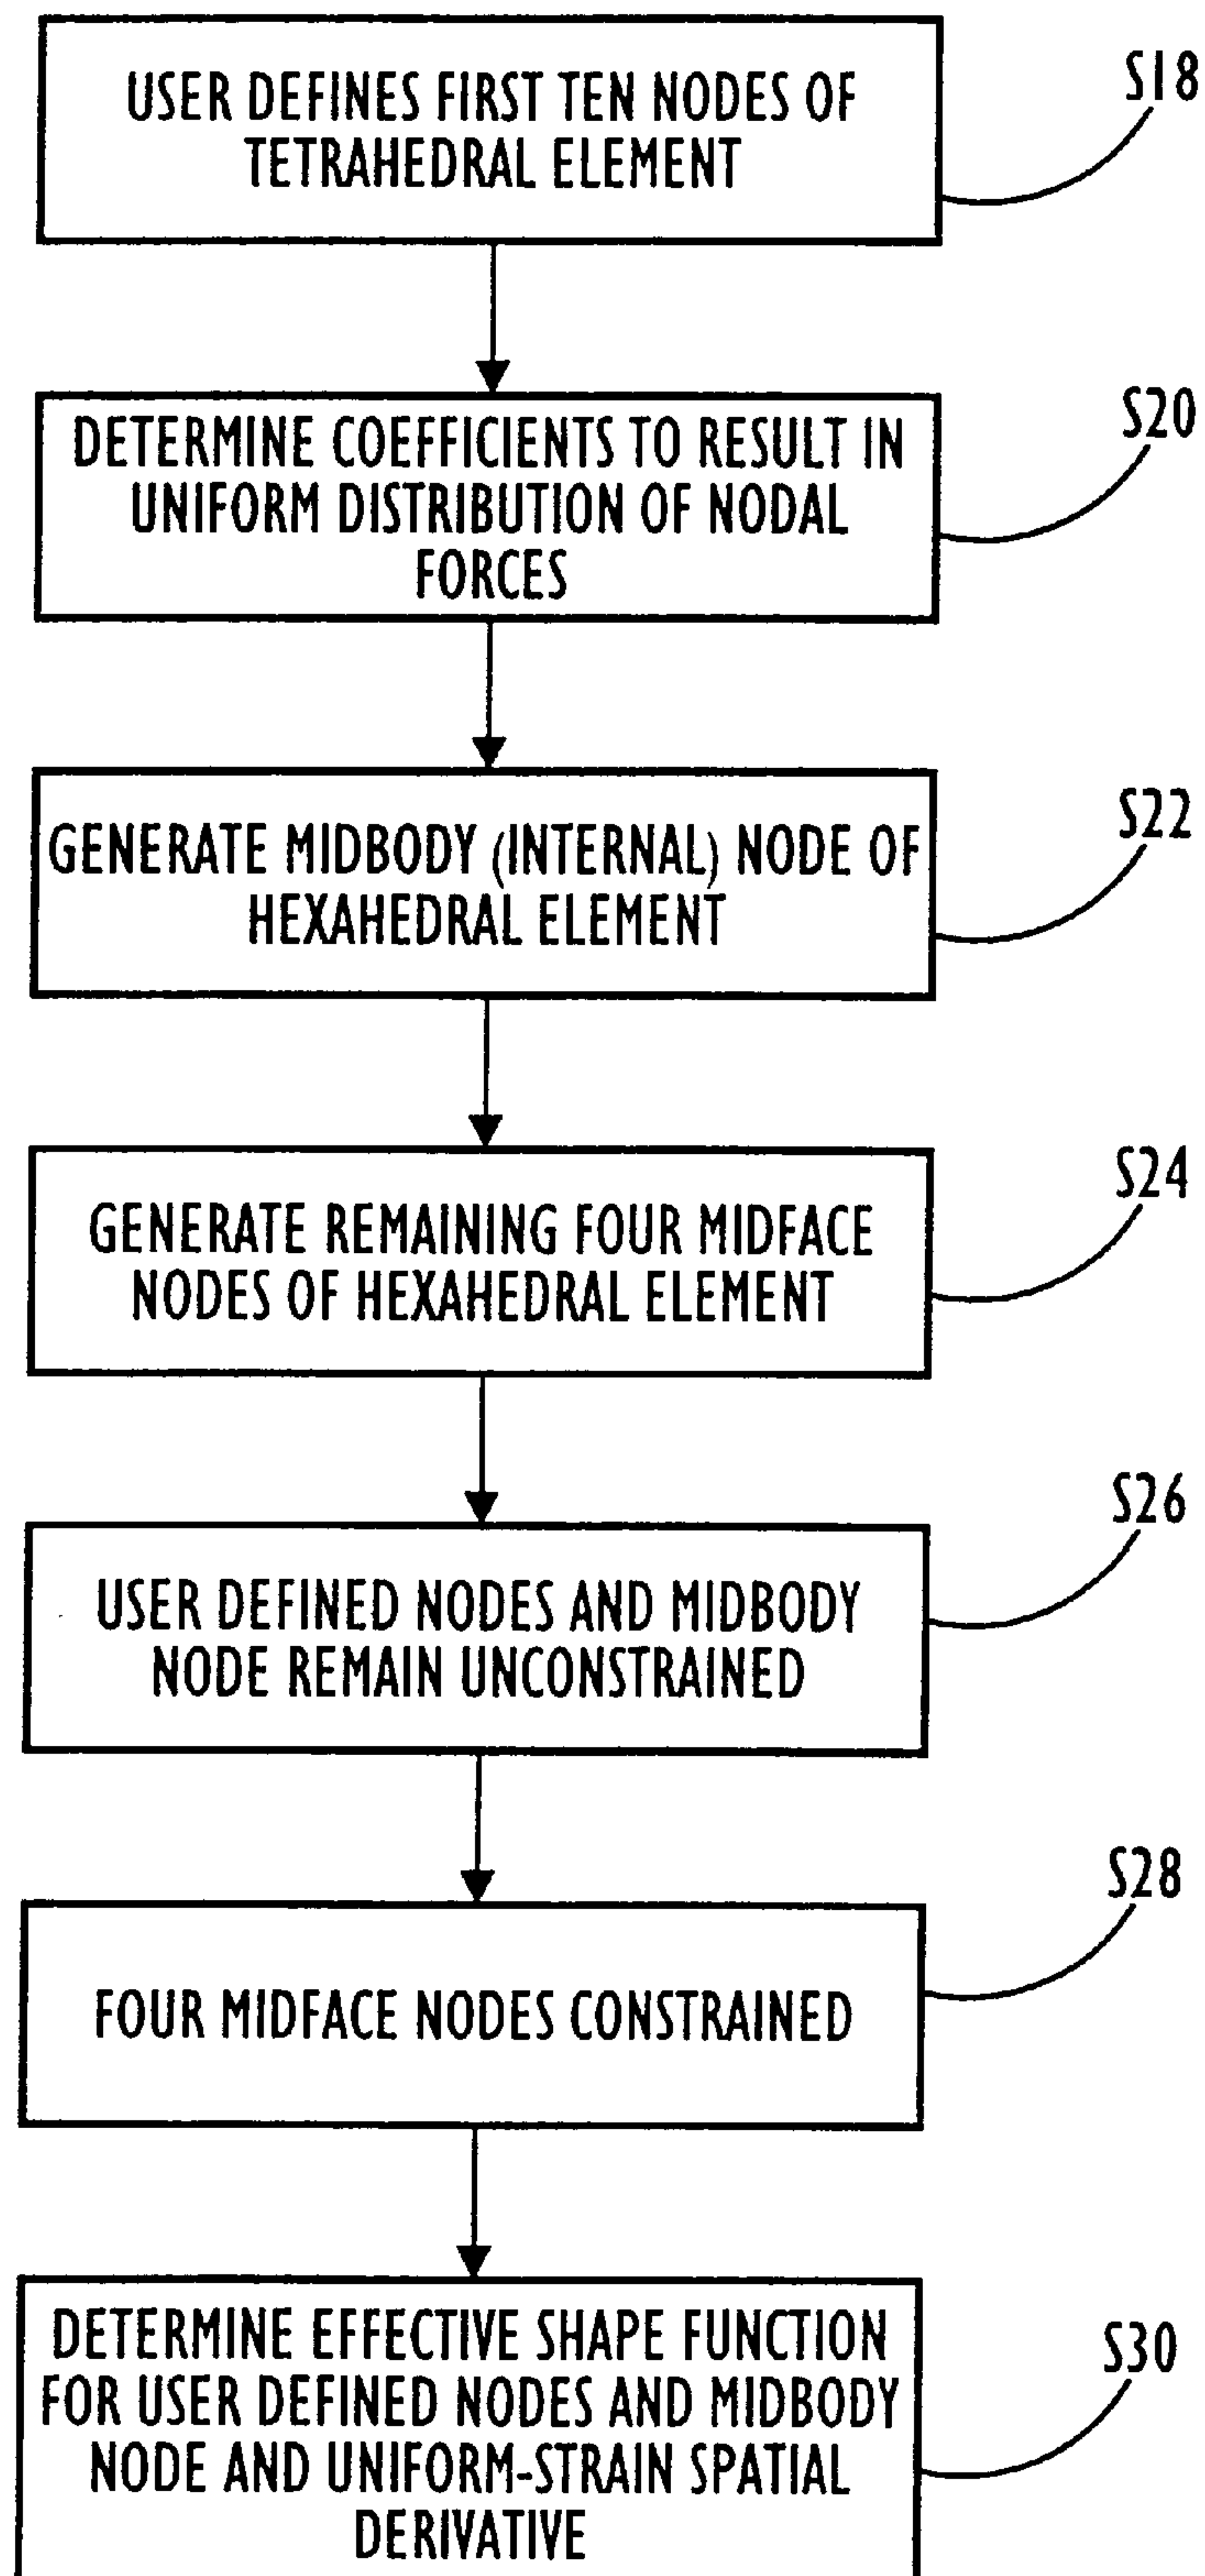 USER DEFINES FIRST TEN NODES OF
TETRAHEDRAL ELEMENT
S18
DETERMINE COEFFICIENTS TO RESULT IN
UNIFORM DISTRIBUTION OF NODAL
FORCES
S20
GENERATE MIDBODY (INTERNAL) NODE OF
HEXAHEDRAL ELEMENT
S22
GENERATE REMAINING FOUR MIDFACE
NODES OF HEXAHEDRAL ELEMENT
S24
USER DEFINED NODES AND MIDBODY
NODE REMAIN UNCONSTRAINED
S26
FOUR MIDFACE NODES CONSTRAINED
S28
DETERMINE EFFECTIVE SHAPE FUNCTION
FOR USER DEFINED NODES AND MIDBODY
NODE AND UNIFORM-STRAIN SPATIAL
DERIVATIVE
S30